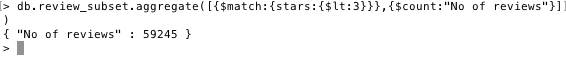 > db.review_subset.aggregate([{$match:{stars:{$lt:3}}},{$count:"No of reviews"}]
)
{ "No of reviews" : 59245 }
>